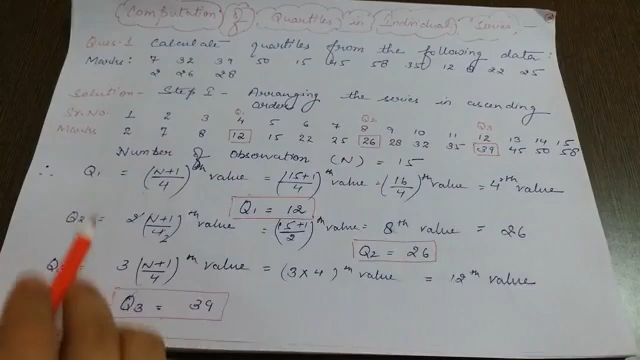 Computation of Quartiles in Individual Series.
Ques-1 Calculate quartiles from the following data:
Marks: 7 32 39 50 15 45 58 35 12 8 22 25
2 26 28
Solution - Step I - Arranging the series in ascending
order
Q1 Q2 Q3
Sr.No 1 2 3 4 5 6 7 8 9 10 11 12 13 14 15
Marks 2 7 8 12 15 22 25 26 28 32 35 39 45 50 58
Number of observation (N) = 15
∴ Q1 = (N+1/4)th value = (15+1/4)th value = (16/4)th value = 4th value
Q1 = 12
Q2 = 2(N+1/4 2)th value = (15+1/2)th value = 8th value = 26
Q2 = 26
3(N+1/4)th value = (3x4)th value = 12th value
Q3 = 39